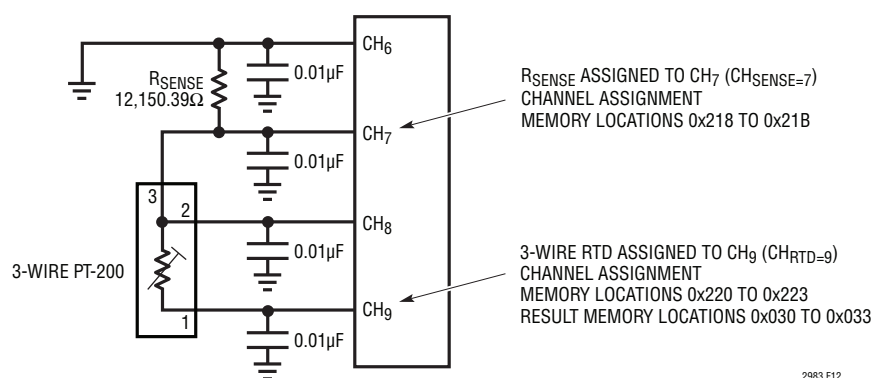 CH6
0.01µF
RSENSE
12,150.39Ω
CH7
0.01µF
RSENSE ASSIGNED TO CH7 (CHSENSE=7)
CHANNEL ASSIGNMENT
MEMORY LOCATIONS 0x218 TO 0x21B
3
2
CH8
0.01µF
3-WIRE PT-200
1
CH9
0.01µF
3-WIRE RTD ASSIGNED TO CH9 (CHRTD=9)
CHANNEL ASSIGNMENT
MEMORY LOCATIONS 0x220 TO 0x223
RESULT MEMORY LOCATIONS 0x030 TO 0x033
2983 F12